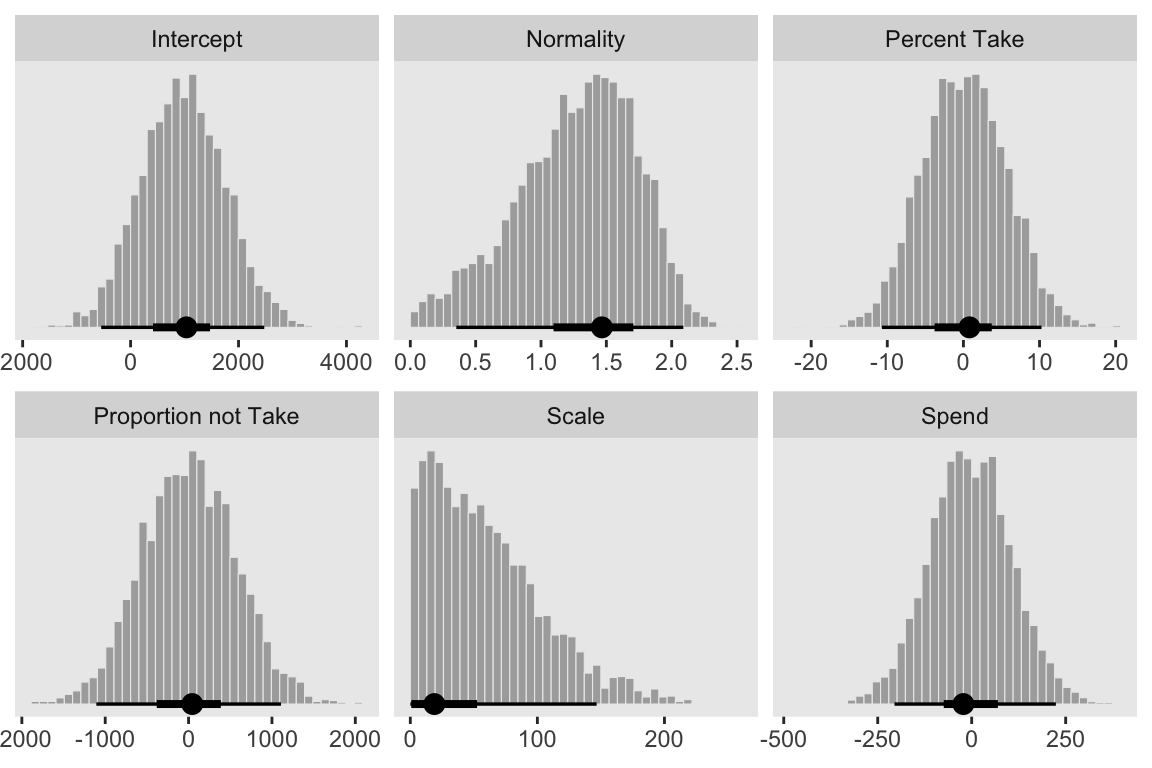 Intercept Normality Percent Take
2000 0 2000 4000 0.0 0.5 1.0 1.5 2.0 2.5 -20 -10 0 10 20
Proportion not Take Scale Spend
2000 -1000 0 1000 2000 0 100 200 -500 -250 0 250